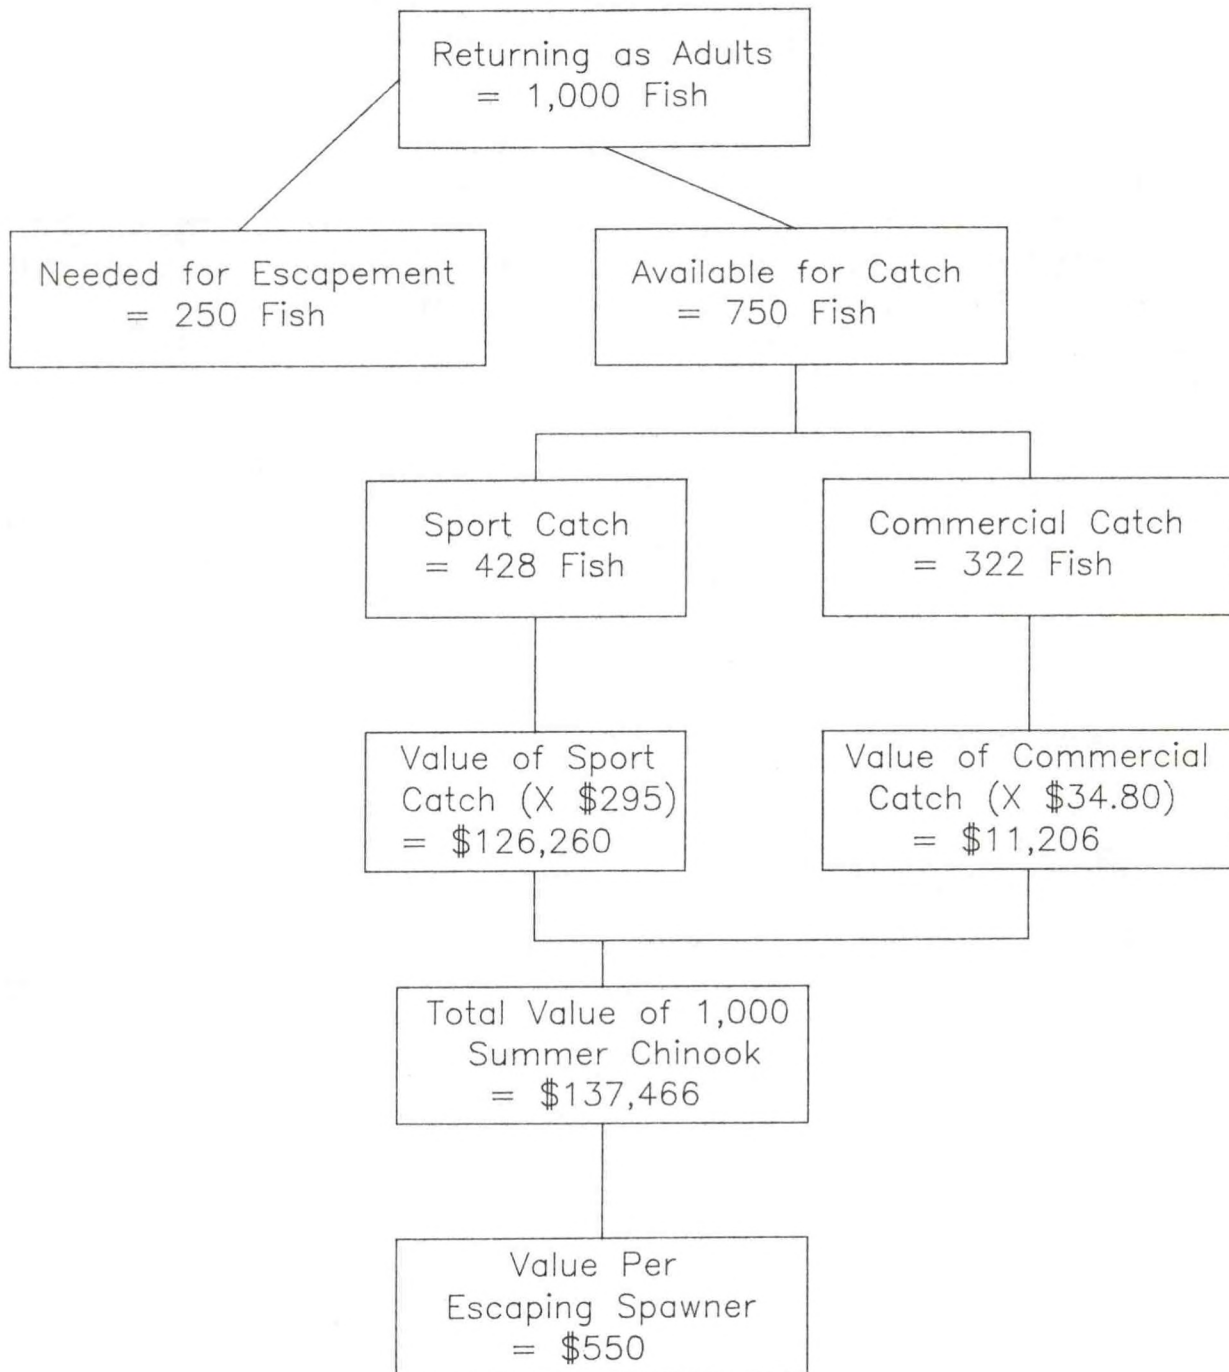 Returning as Adults
= 1,000 Fish
Needed for Escapement
= 250 Fish
Available for Catch
= 750 Fish
Sport Catch
= 428 Fish
Commercial Catch
= 322 Fish
Value of Sport
Catch (X $295)
= $126,260
Value of Commercial
Catch (X $34.80)
= $11,206
Total Value of 1,000
Summer Chinook
= $137,466
Value Per
Escaping Spawner
= $550